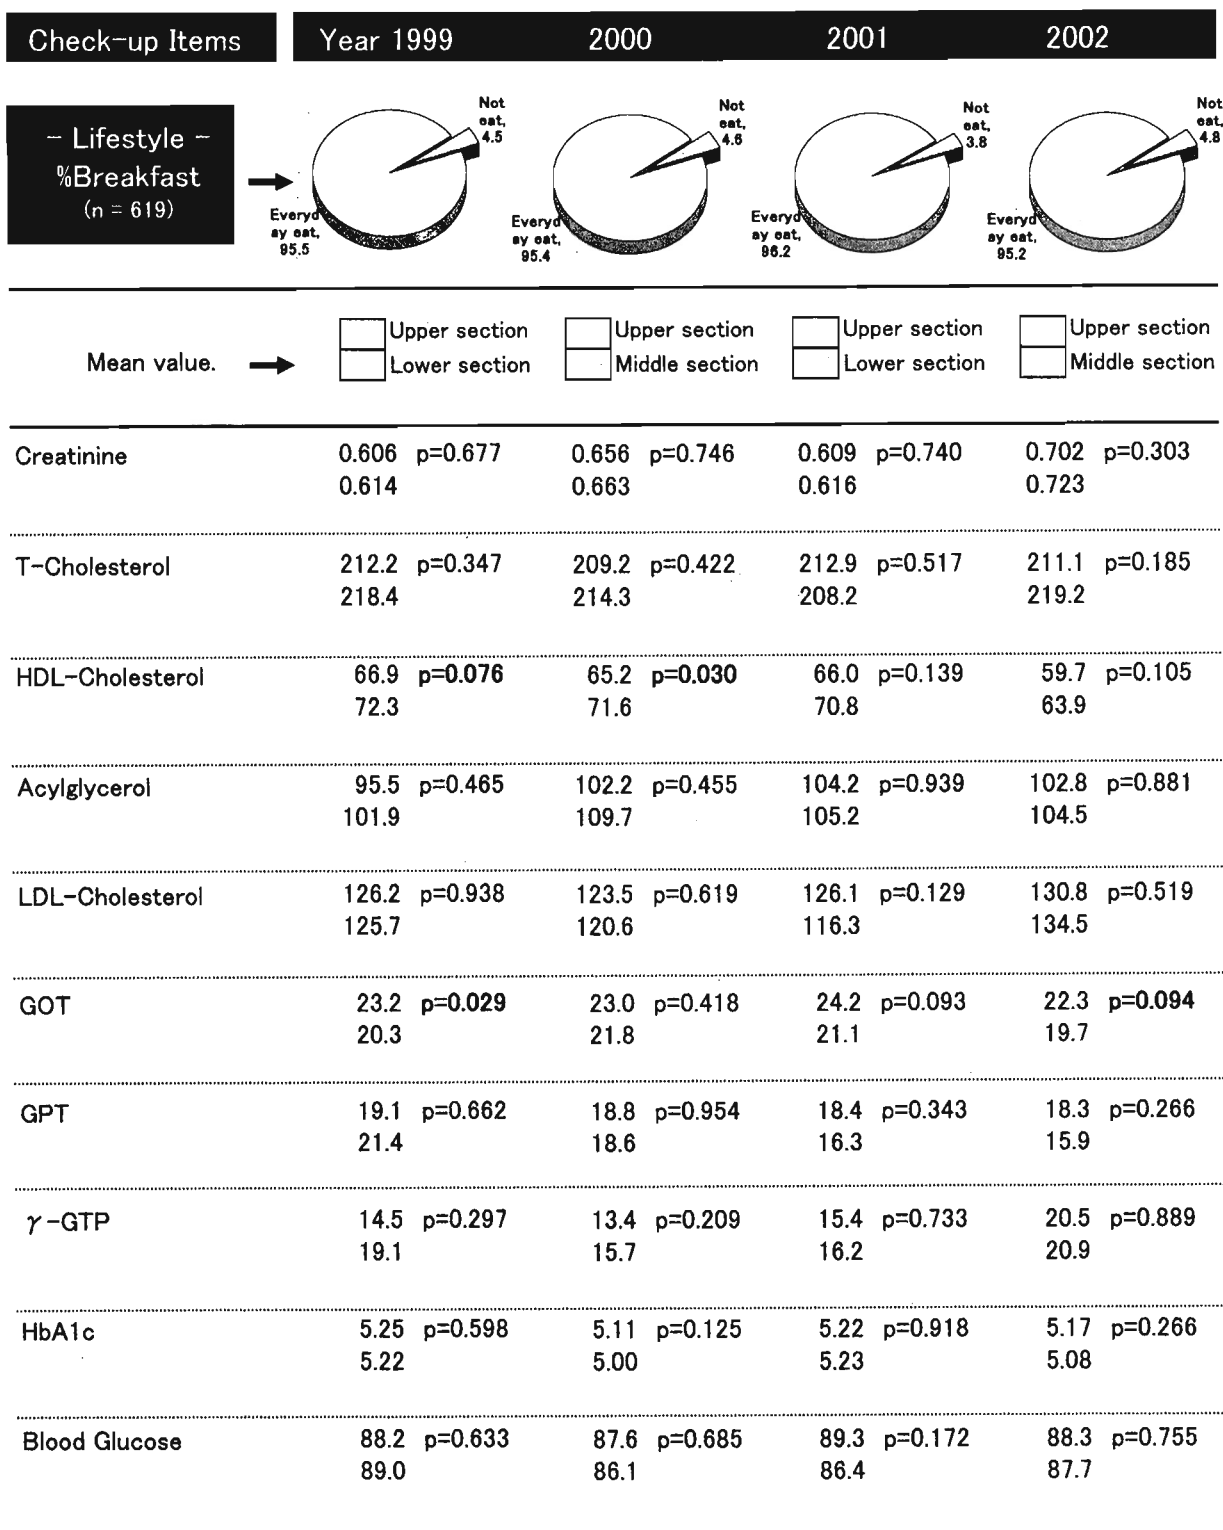 Check-up Items Year 1999 2000 2001 2002
- Lifestyle -
%Breakfast
(n = 619)
Not
eat,
4.5
Everyd
ay eat,
95.5
Not
eat,
4.6
Everyd
ay eat,
95.4
Not
eat,
3.8
Everyd
ay eat,
96.2
Not
eat,
4.8
Everyd
ay eat,
95.2
Mean value.
Upper section Upper section Upper section Upper section
Lower section Middle section Lower section Middle section
Creatinine 0.606 p=0.677 0.656 p=0.746 0.609 p=0.740 0.702 p=0.303
0.614 0.663 0.616 0.723
T-Cholesterol 212.2 p=0.347 209.2 p=0.422 212.9 p=0.517 211.1 p=0.185
218.4 214.3 208.2 219.2
HDL-Cholesterol 66.9 p=0.076 65.2 p=0.030 66.0 p=0.139 59.7 p=0.105
72.3 71.6 70.8 63.9
Acylglycerol 95.5 p=0.465 102.2 p=0.455 104.2 p=0.939 102.8 p=0.881
101.9 109.7 105.2 104.5
LDL-Cholesterol 126.2 p=0.938 123.5 p=0.619 126.1 p=0.129 130.8 p=0.519
125.7 120.6 116.3 134.5
GOT 23.2 p=0.029 23.0 p=0.418 24.2 p=0.093 22.3 p=0.094
20.3 21.8 21.1 19.7
GPT 19.1 p=0.662 18.8 p=0.954 18.4 p=0.343 18.3 p=0.266
21.4 18.6 16.3 15.9
γ-GTP 14.5 p=0.297 13.4 p=0.209 15.4 p=0.733 20.5 p=0.889
19.1 15.7 16.2 20.9
HbA1c 5.25 p=0.598 5.11 p=0.125 5.22 p=0.918 5.17 p=0.266
5.22 5.00 5.23 5.08
Blood Glucose 88.2 p=0.633 87.6 p=0.685 89.3 p=0.172 88.3 p=0.755
89.0 86.1 86.4 87.7